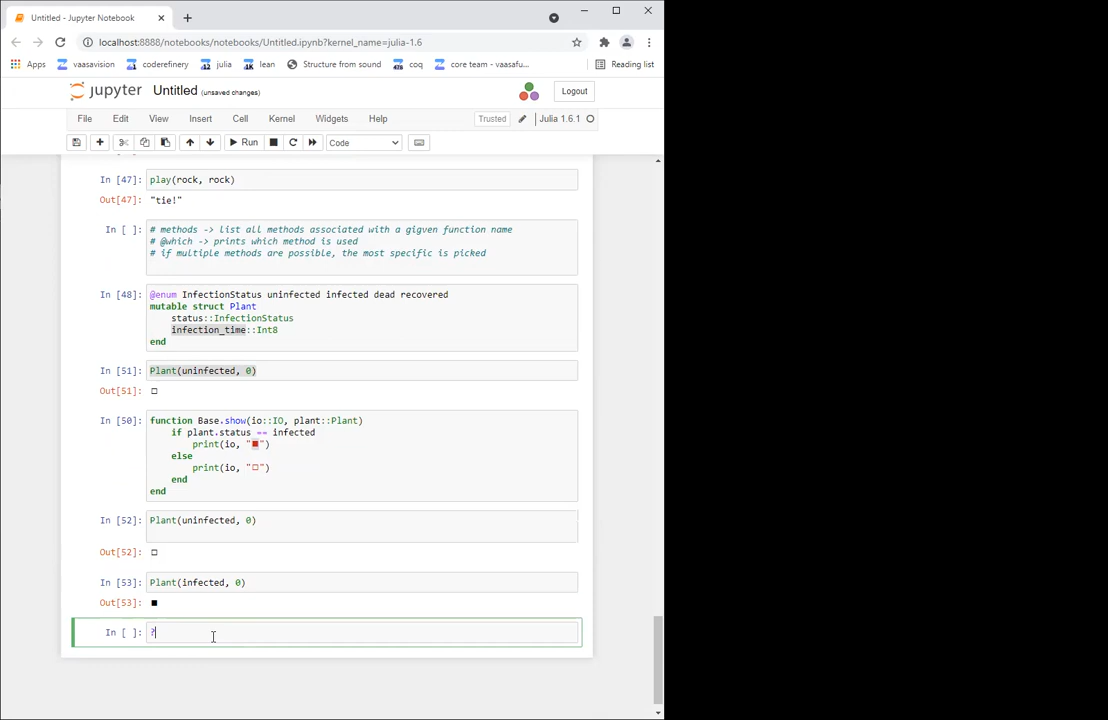 Untitled - Jupyter Notebook
localhost:8888/notebooks/notebooks/Untitled.ipynb?kernel_name=julia-1.6
Apps vaasavision coderefinery julia lean Structure from sound coq core team - vaasafu... Reading list
jupyter Untitled (unsaved changes) Logout
File Edit View Insert Cell Kernel Widgets Help Trusted Julia 1.6.1
Run Code
In [47]: play(rock, rock)
Out[47]: "tie!"
In [ ]: # methods -> list all methods associated with a gigven function name
# @which -> prints which method is used
# if multiple methods are possible, the most specific is picked
In [48]: @enum InfectionStatus uninfected infected dead recovered
mutable struct Plant
status::InfectionStatus
infection_time::Int8
end
In [51]: Plant(uninfected, 0)
Out[51]: □
In [50]: function Base.show(io::IO, plant::Plant)
if plant.status == infected
print(io, "■")
else
print(io, "□")
end
end
In [52]: Plant(uninfected, 0)
Out[52]: □
In [53]: Plant(infected, 0)
Out[53]: ■
In [ ]: ?